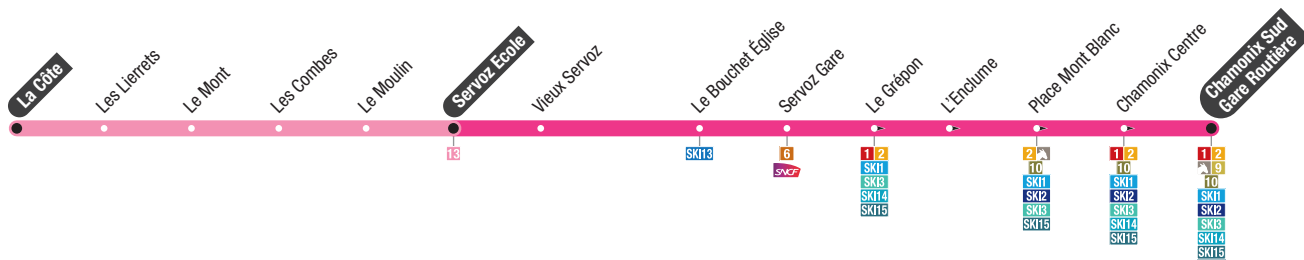 La Côte
Les Lierrets
Le Mont
Les Combes
Le Moulin
Servoz Ecole
Vieux Servoz
Le Bouchet Église
Servoz Gare
Le Grépon
L'Enclume
Place Mont Blanc
Chamonix Centre
Chamonix Sud
Gare Routière
13
SKI13
6
SNCF
1 2
SKI1
SKI3
SKI14
SKI15
2
10
SKI1
SKI2
SKI3
SKI15
1 2
10
SKI1
SKI2
SKI3
SKI14
SKI15
1 2
9
10
SKI1
SKI2
SKI3
SKI14
SKI15